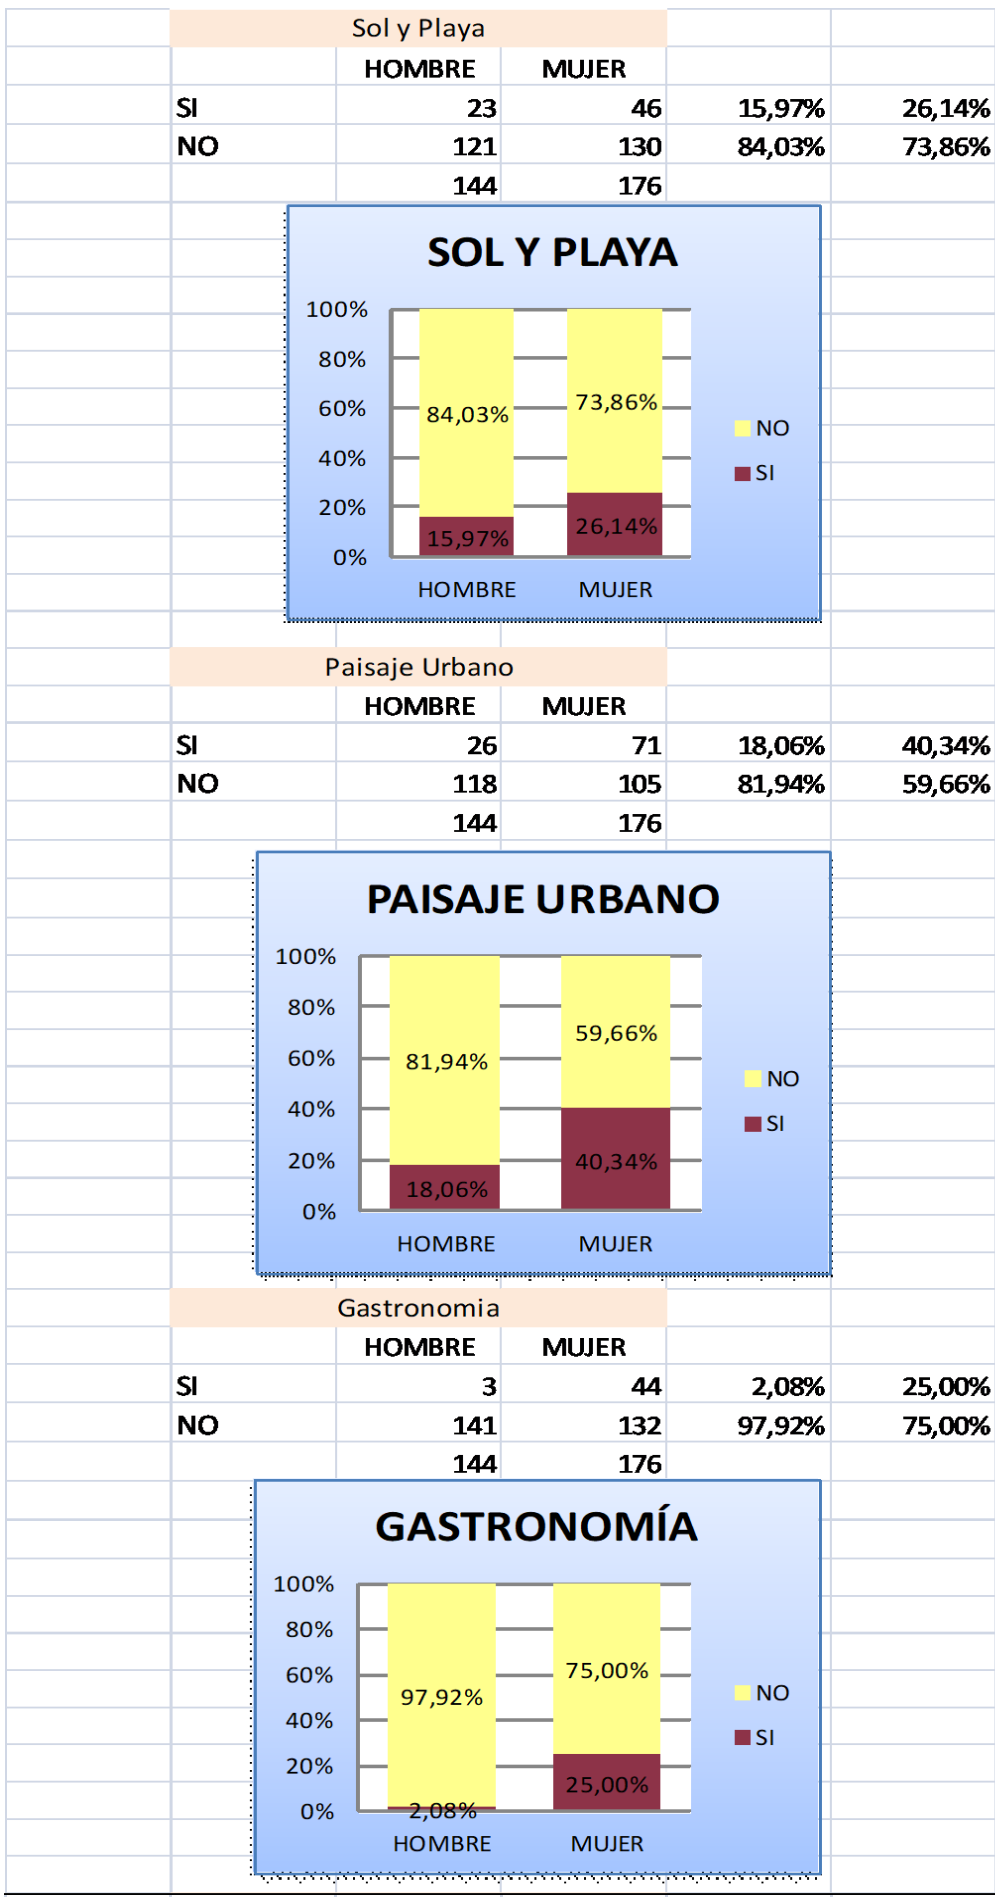 Sol y Playa
HOMBRE MUJER
SI 23 46 15,97% 26,14%
NO 121 130 84,03% 73,86%
144 176
SOL Y PLAYA
100%
80%
60%
40%
20%
0%
84,03% 73,86%
15,97% 26,14%
HOMBRE MUJER
NO
SI
Paisaje Urbano
HOMBRE MUJER
SI 26 71 18,06% 40,34%
NO 118 105 81,94% 59,66%
144 176
PAISAJE URBANO
100%
80%
60%
40%
20%
0%
81,94% 59,66%
18,06% 40,34%
HOMBRE MUJER
NO
SI
Gastronomia
HOMBRE MUJER
SI 3 44 2,08% 25,00%
NO 141 132 97,92% 75,00%
144 176
GASTRONOMÍA
100%
80%
60%
40%
20%
0%
97,92% 75,00%
2,08% 25,00%
HOMBRE MUJER
NO
SI